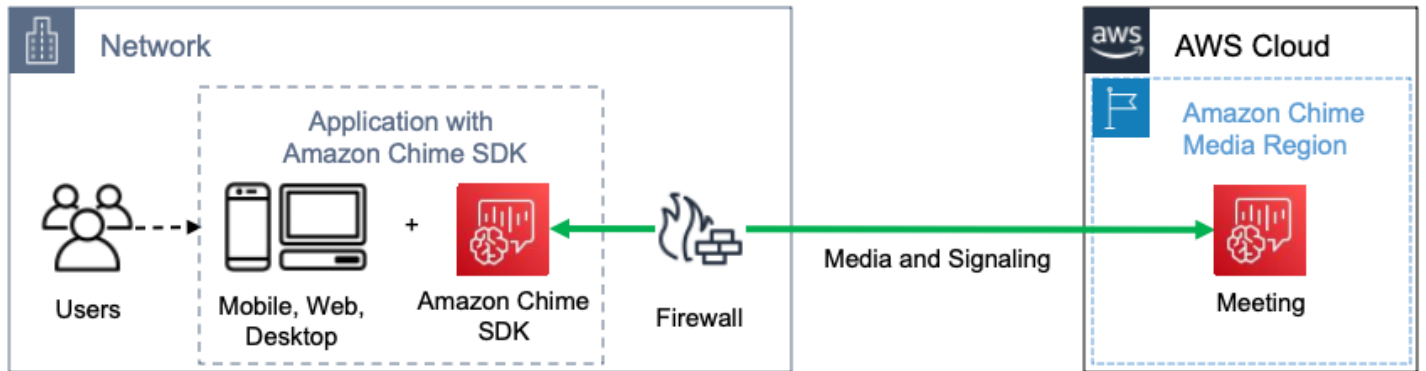 Network
Application with
Amazon Chime SDK
Users
+
Mobile, Web,
Desktop
Amazon Chime
SDK
Firewall
Media and Signaling
aws
AWS Cloud
Amazon Chime
Media Region
Meeting